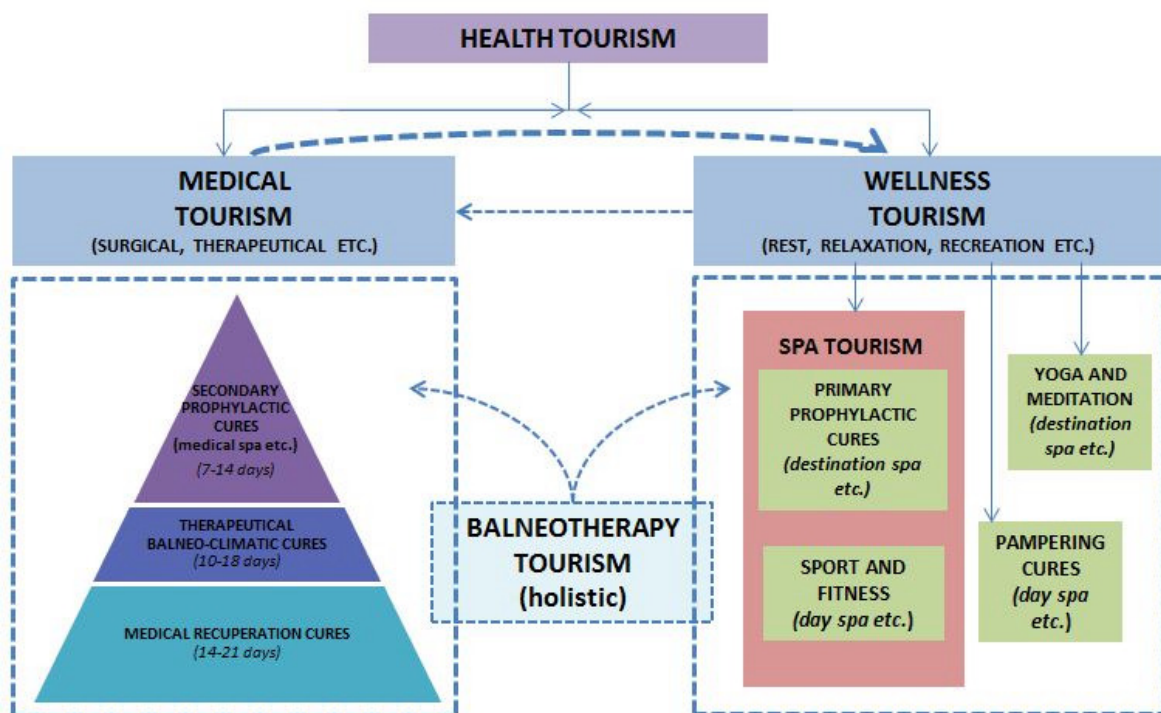 HEALTH TOURISM
MEDICAL
TOURISM
(SURGICAL, THERAPEUTICAL ETC.)
WELLNESS
TOURISM
(REST, RELAXATION, RECREATION ETC.)
SECONDARY
PROPHYLACTIC
CURES
(medical spa etc.)
(7-14 days)
THERAPEUTICAL
BALNEO-CLIMATIC CURES
(10-18 days)
MEDICAL RECUPERATION CURES
(14-21 days)
BALNEOTHERAPY
TOURISM
(holistic)
SPA TOURISM
PRIMARY
PROPHYLACTIC
CURES
(destination spa
etc.)
SPORT AND
FITNESS
(day spa etc.)
YOGA AND
MEDITATION
(destination
spa etc.)
PAMPERING
CURES
(day spa
etc.)